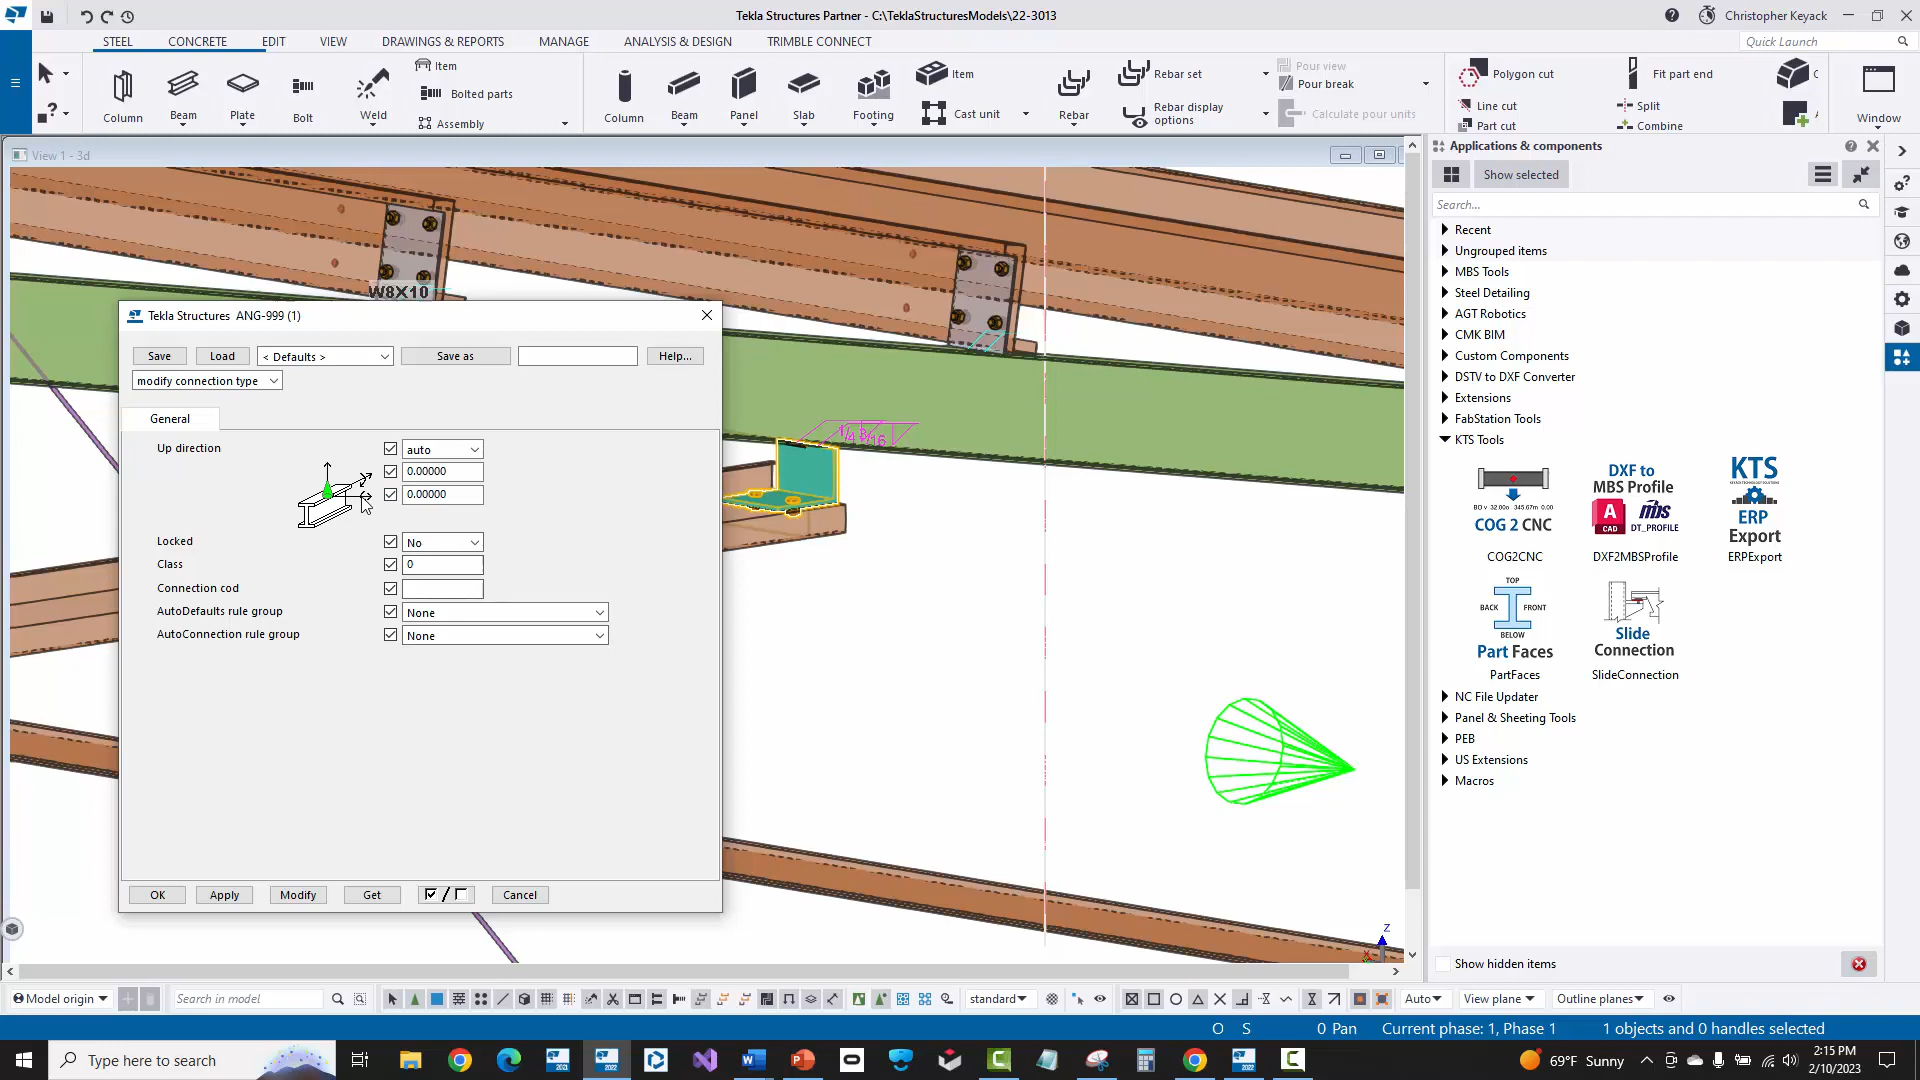 Tekla Structures Partner - C:\TeklaStructuresModels\22-3013
Christopher Keyack
STEEL CONCRETE EDIT VIEW DRAWINGS & REPORTS MANAGE ANALYSIS & DESIGN TRIMBLE CONNECT
Quick Launch
Column Beam Plate Bolt Weld
Item
Bolted parts
Assembly
Column Beam Panel Slab Footing
Item
Cast unit
Rebar
Rebar set
Rebar display options
Pour view
Pour break
Calculate pour units
Polygon cut
Line cut
Part cut
Fit part end
Split
Combine
Window
View 1 - 3d
W8X10
1/4 3/16
Z
Tekla Structures ANG-999 (1)
Save Load < Defaults > Save as Help...
modify connection type
General
Up direction auto
0.00000
0.00000
Locked No
Class 0
Connection cod
AutoDefaults rule group None
AutoConnection rule group None
OK Apply Modify Get / Cancel
Applications & components
Show selected
Search...
Recent
Ungrouped items
MBS Tools
Steel Detailing
AGT Robotics
CMK BIM
Custom Components
DSTV to DXF Converter
Extensions
FabStation Tools
KTS Tools
COG 2 CNC
COG2CNC
DXF to
MBS Profile
A CAD mbs DT_PROFILE
DXF2MBSProfile
KTS
ERP
Export
ERPExport
TOP
BACK FRONT
BELOW
Part Faces
PartFaces
Slide
Connection
SlideConnection
NC File Updater
Panel & Sheeting Tools
PEB
US Extensions
Macros
Show hidden items
Model origin
Search in model
standard
Auto
View plane
Outline planes
O S 0 Pan Current phase: 1, Phase 1 1 objects and 0 handles selected
Type here to search
69°F Sunny
2:15 PM
2/10/2023